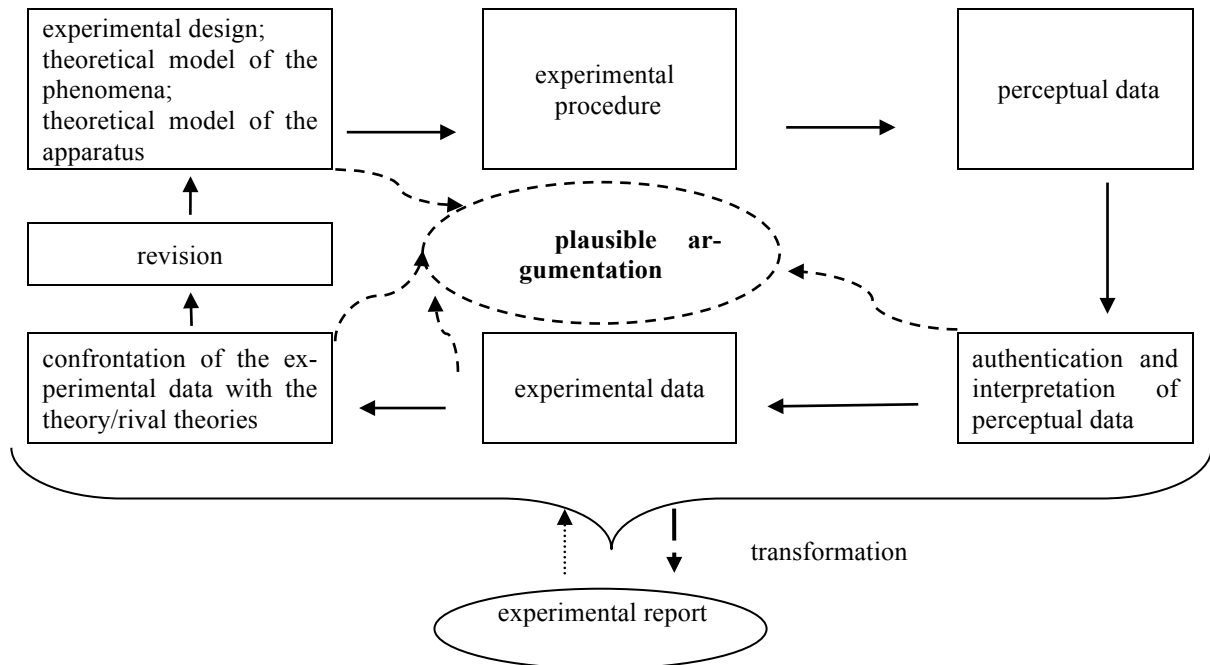 experimental design;
theoretical model of the
phenomena;
theoretical model of the
apparatus
experimental
procedure
perceptual data
revision
plausible ar-
gumentation
confrontation of the ex-
perimental data with the
theory/rival theories
experimental data
authentication and
interpretation of
perceptual data
transformation
experimental report